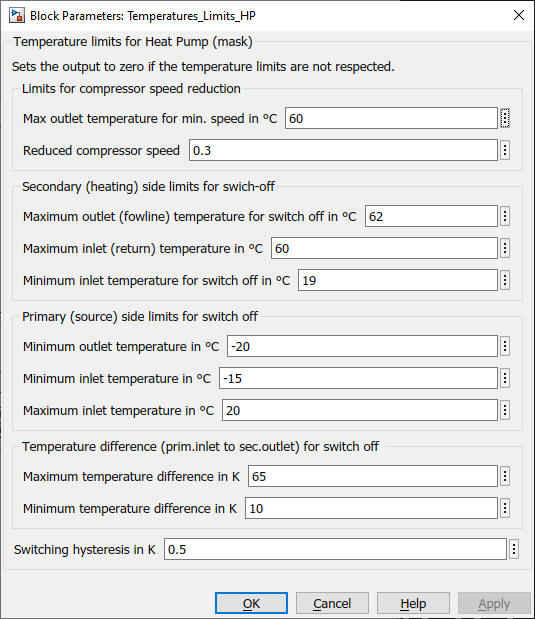 Block Parameters: Temperatures_Limits_HP
Temperature limits for Heat Pump (mask)
Sets the output to zero if the temperature limits are not respected.
Limits for compressor speed reduction
Max outlet temperature for min. speed in °C 60
Reduced compressor speed 0.3
Secondary (heating) side limits for swich-off
Maximum outlet (fowline) temperature for switch off in °C 62
Maximum inlet (return) temperature in °C 60
Minimum inlet temperature for switch off in °C 19
Primary (source) side limits for switch off
Minimum outlet temperature in °C -20
Minimum inlet temperature in °C -15
Maximum inlet temperature in °C 20
Temperature difference (prim.inlet to sec.outlet) for switch off
Maximum temperature difference in K 65
Minimum temperature difference in K 10
Switching hysteresis in K 0.5
OK Cancel Help Apply